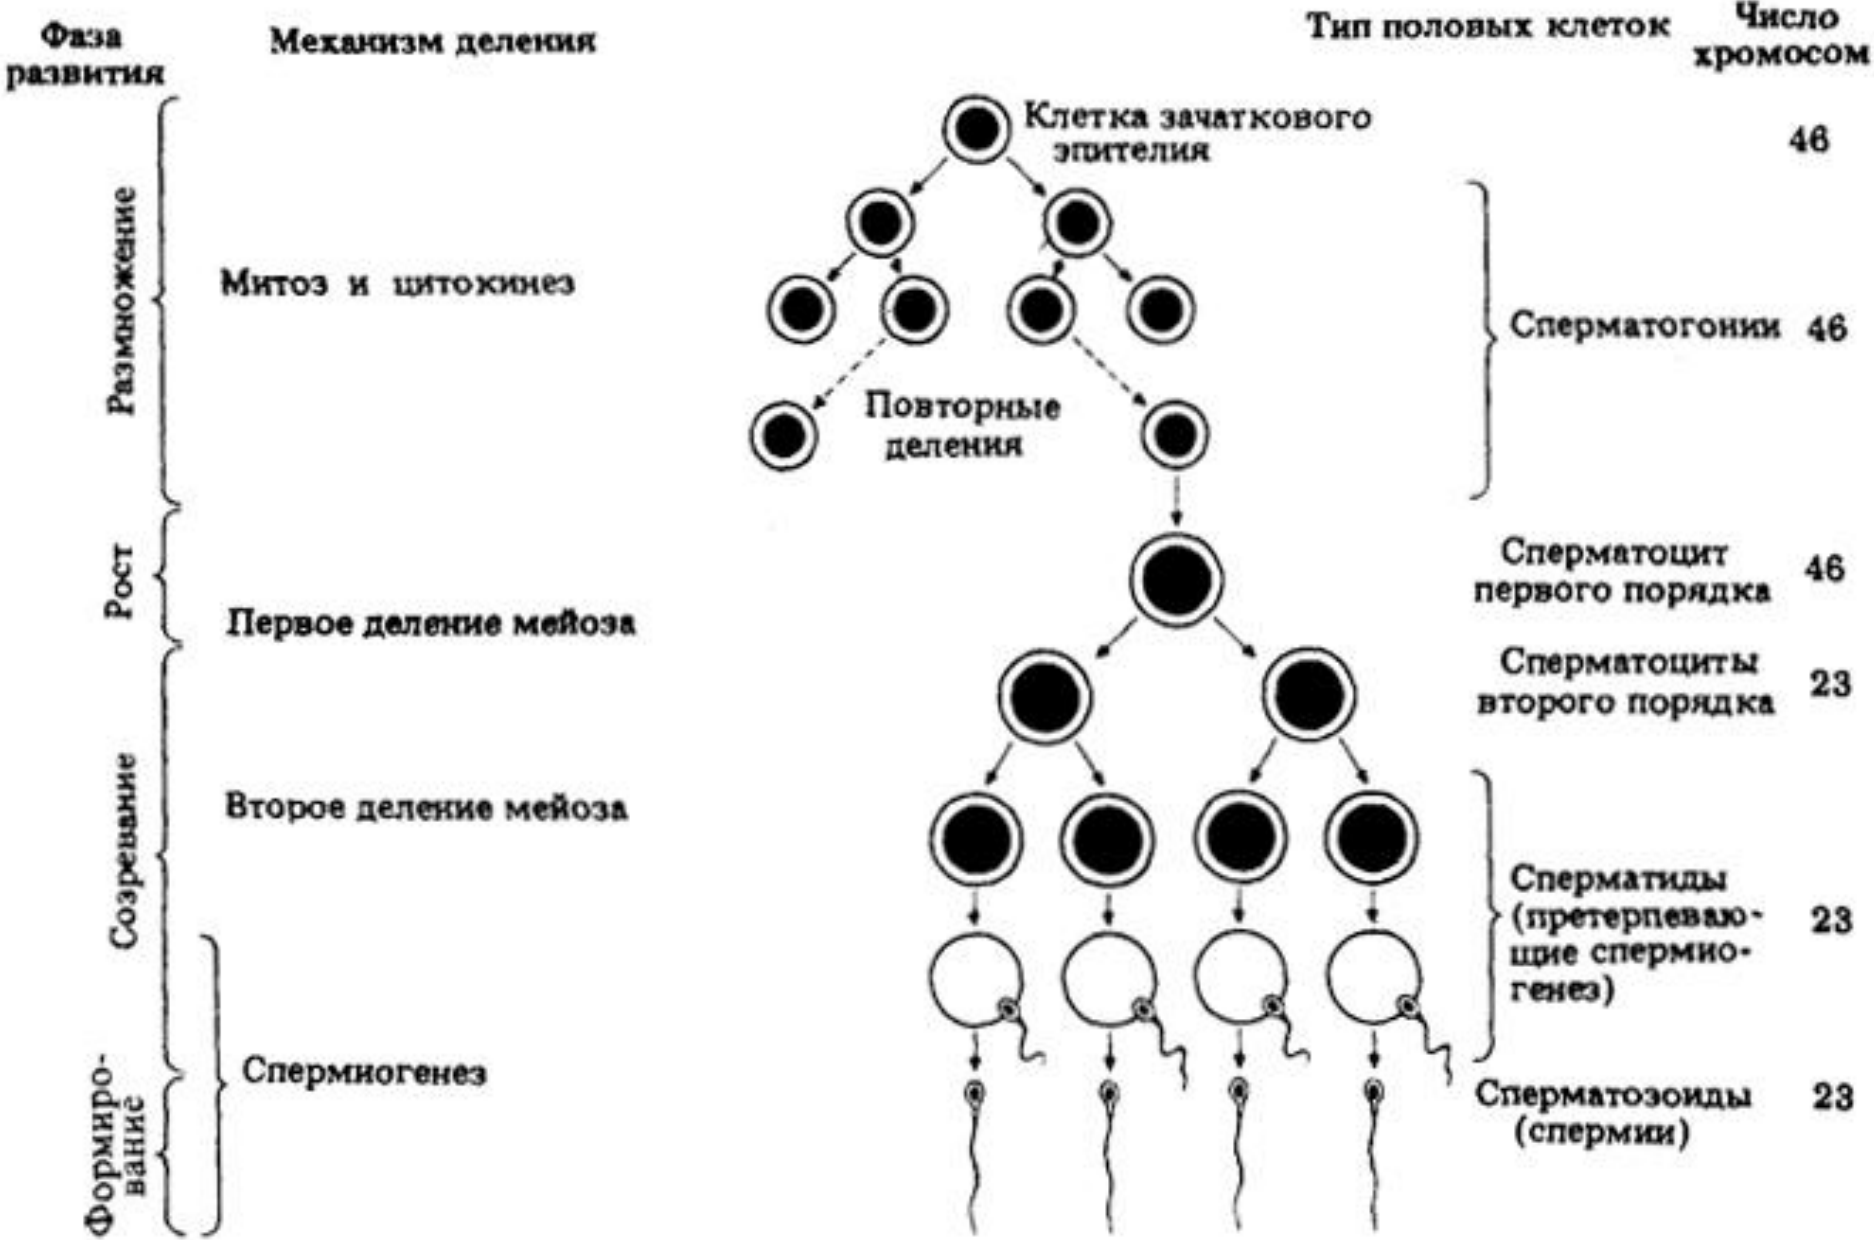 Фаза
развития
Механизм деления
Тип половых клеток
Число
хромосом
Клетка зачаткового
эпителия
46
Размножение
Митоз и цитокинез
Сперматогонии 46
Повторные
деления
Рост
Сперматоцит
первого порядка
46
Первое деление мейоза
Сперматоциты
второго порядка
23
Созревание
Второе деление мейоза
Сперматиды
(претерпеваю-
щие спермио-
генез)
23
Формиро-
вание
Спермиогенез
Сперматозоиды
(спермии)
23